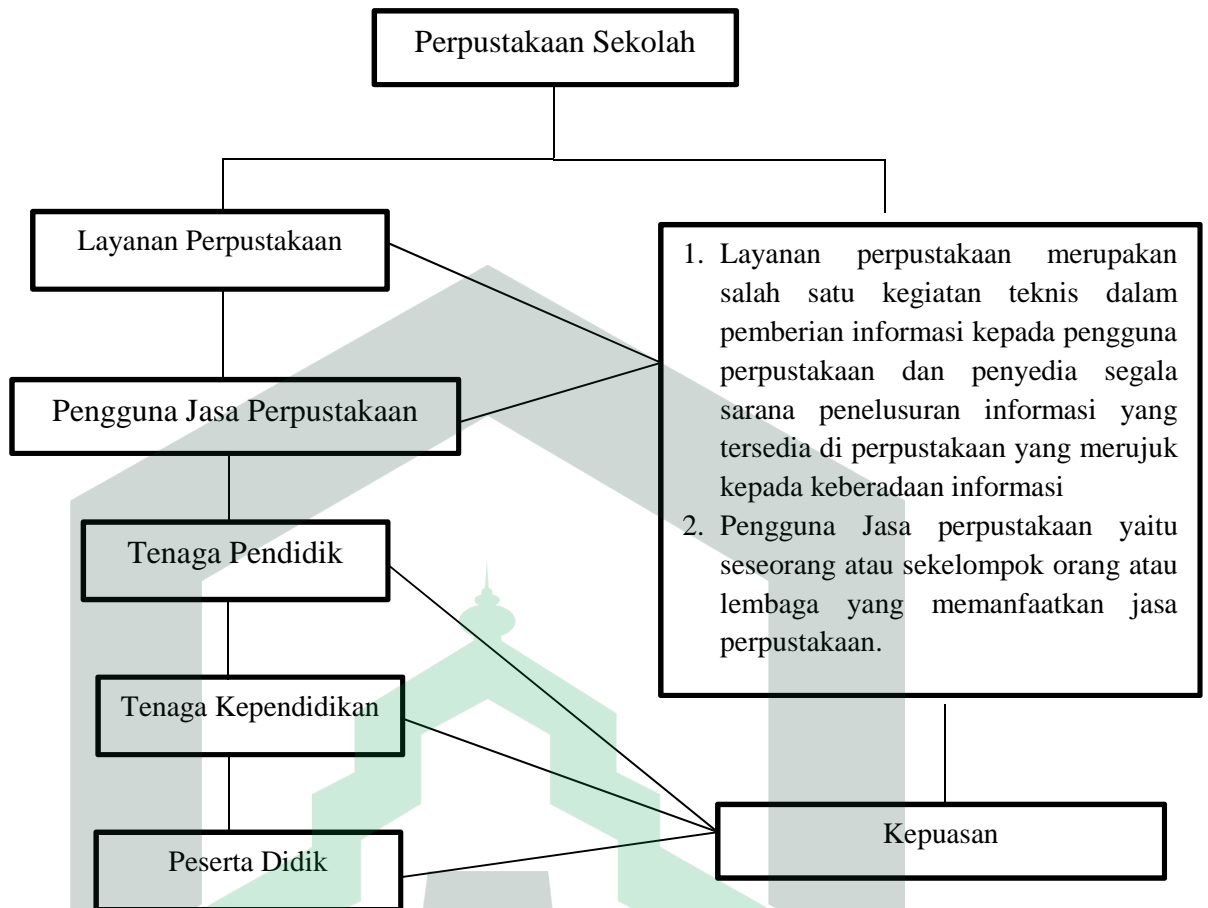 Perpustakaan Sekolah
Layanan Perpustakaan
Pengguna Jasa Perpustakaan
Tenaga Pendidik
Tenaga Kependidikan
Peserta Didik
1. Layanan perpustakaan merupakan
salah satu kegiatan teknis dalam
pemberian informasi kepada pengguna
perpustakaan dan penyedia segala
sarana penelusuran informasi yang
tersedia di perpustakaan yang merujuk
kepada keberadaan informasi
2. Pengguna Jasa perpustakaan yaitu
seseorang atau sekelompok orang atau
lembaga yang memanfaatkan jasa
perpustakaan.
Kepuasan